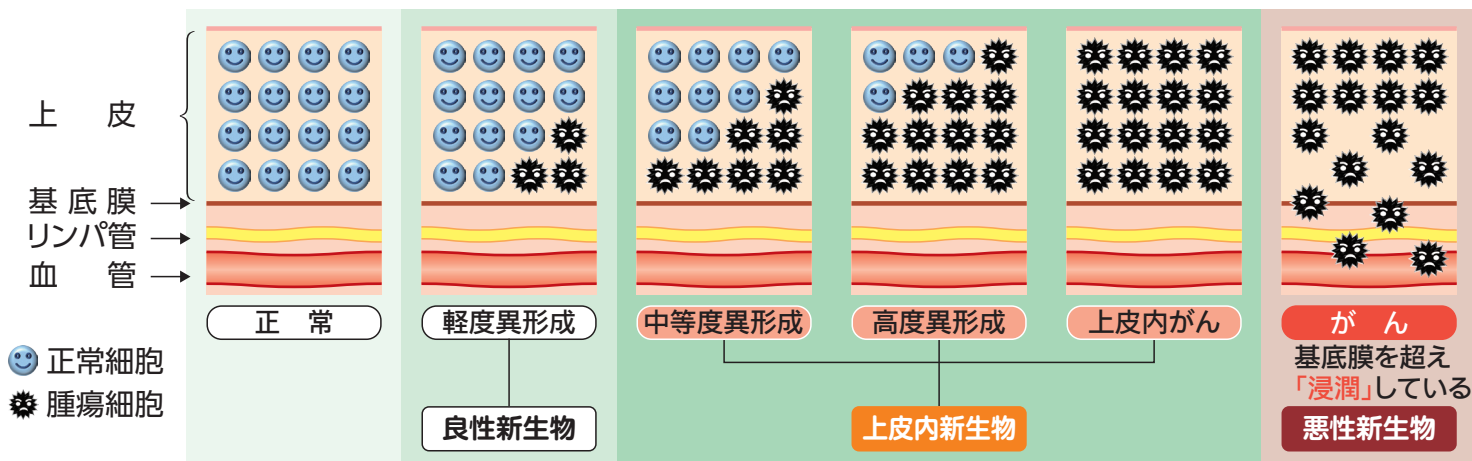 上　皮
基底膜
リンパ管
血　管
正　常
軽度異形成
中等度異形成
高度異形成
上皮内がん
が　ん
正常細胞
腫瘍細胞
基底膜を超え
「浸潤」している
良性新生物
上皮内新生物
悪性新生物